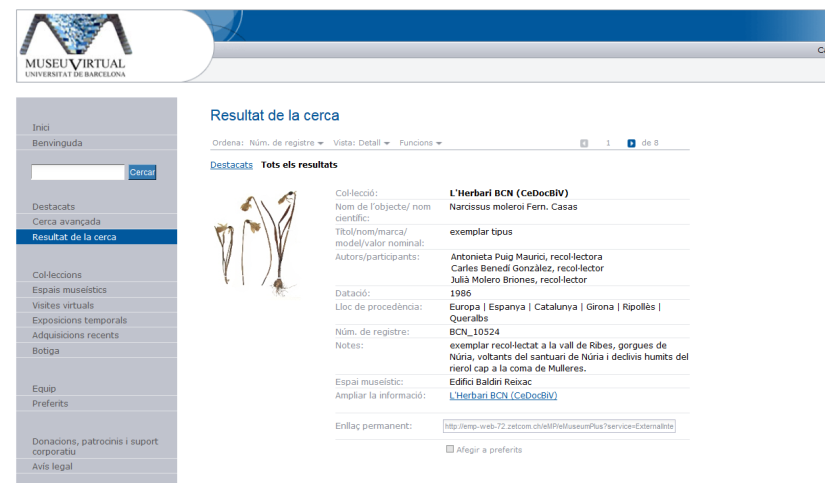 MUSEU VIRTUAL
UNIVERSITAT DE BARCELONA
Inici
Benvinguda
Cercar
Destacats
Cerca avançada
Resultat de la cerca
Col·leccions
Espais museístics
Visites virtuals
Exposicions temporals
Adquisicions recents
Botiga
Equip
Preferits
Donacions, patrocinis i suport
corporatiu
Avís legal
Resultat de la cerca
Ordena: Núm. de registre Vista: Detall Funcions 1 de 8
Destacats Tots els resultats
Col·lecció: L'Herbari BCN (CeDocBiV)
Nom de l'objecte/ nom Narcissus moleroi Fern. Casas
científic:
Títol/nom/marca/ exemplar tipus
model/valor nominal:
Autors/participants: Antonieta Puig Maurici, recol·lectora
Carles Benedí Gonzàlez, recol·lector
Julià Molero Briones, recol·lector
Datació: 1986
Lloc de procedència: Europa | Espanya | Catalunya | Girona | Ripollès |
Queralbs
Núm. de registre: BCN_10524
Notes: exemplar recol·lectat a la vall de Ribes, gorgues de
Núria, voltants del santuari de Núria i declivis humits del
rierol cap a la coma de Mulleres.
Espai museístic: Edifici Baldiri Reixac
Ampliar la informació: L'Herbari BCN (CeDocBiV)
Enllaç permanent: http://emp-web-72.zetcom.ch/eMP/eMuseumPlus?service=ExternalInte
Afegir a preferits